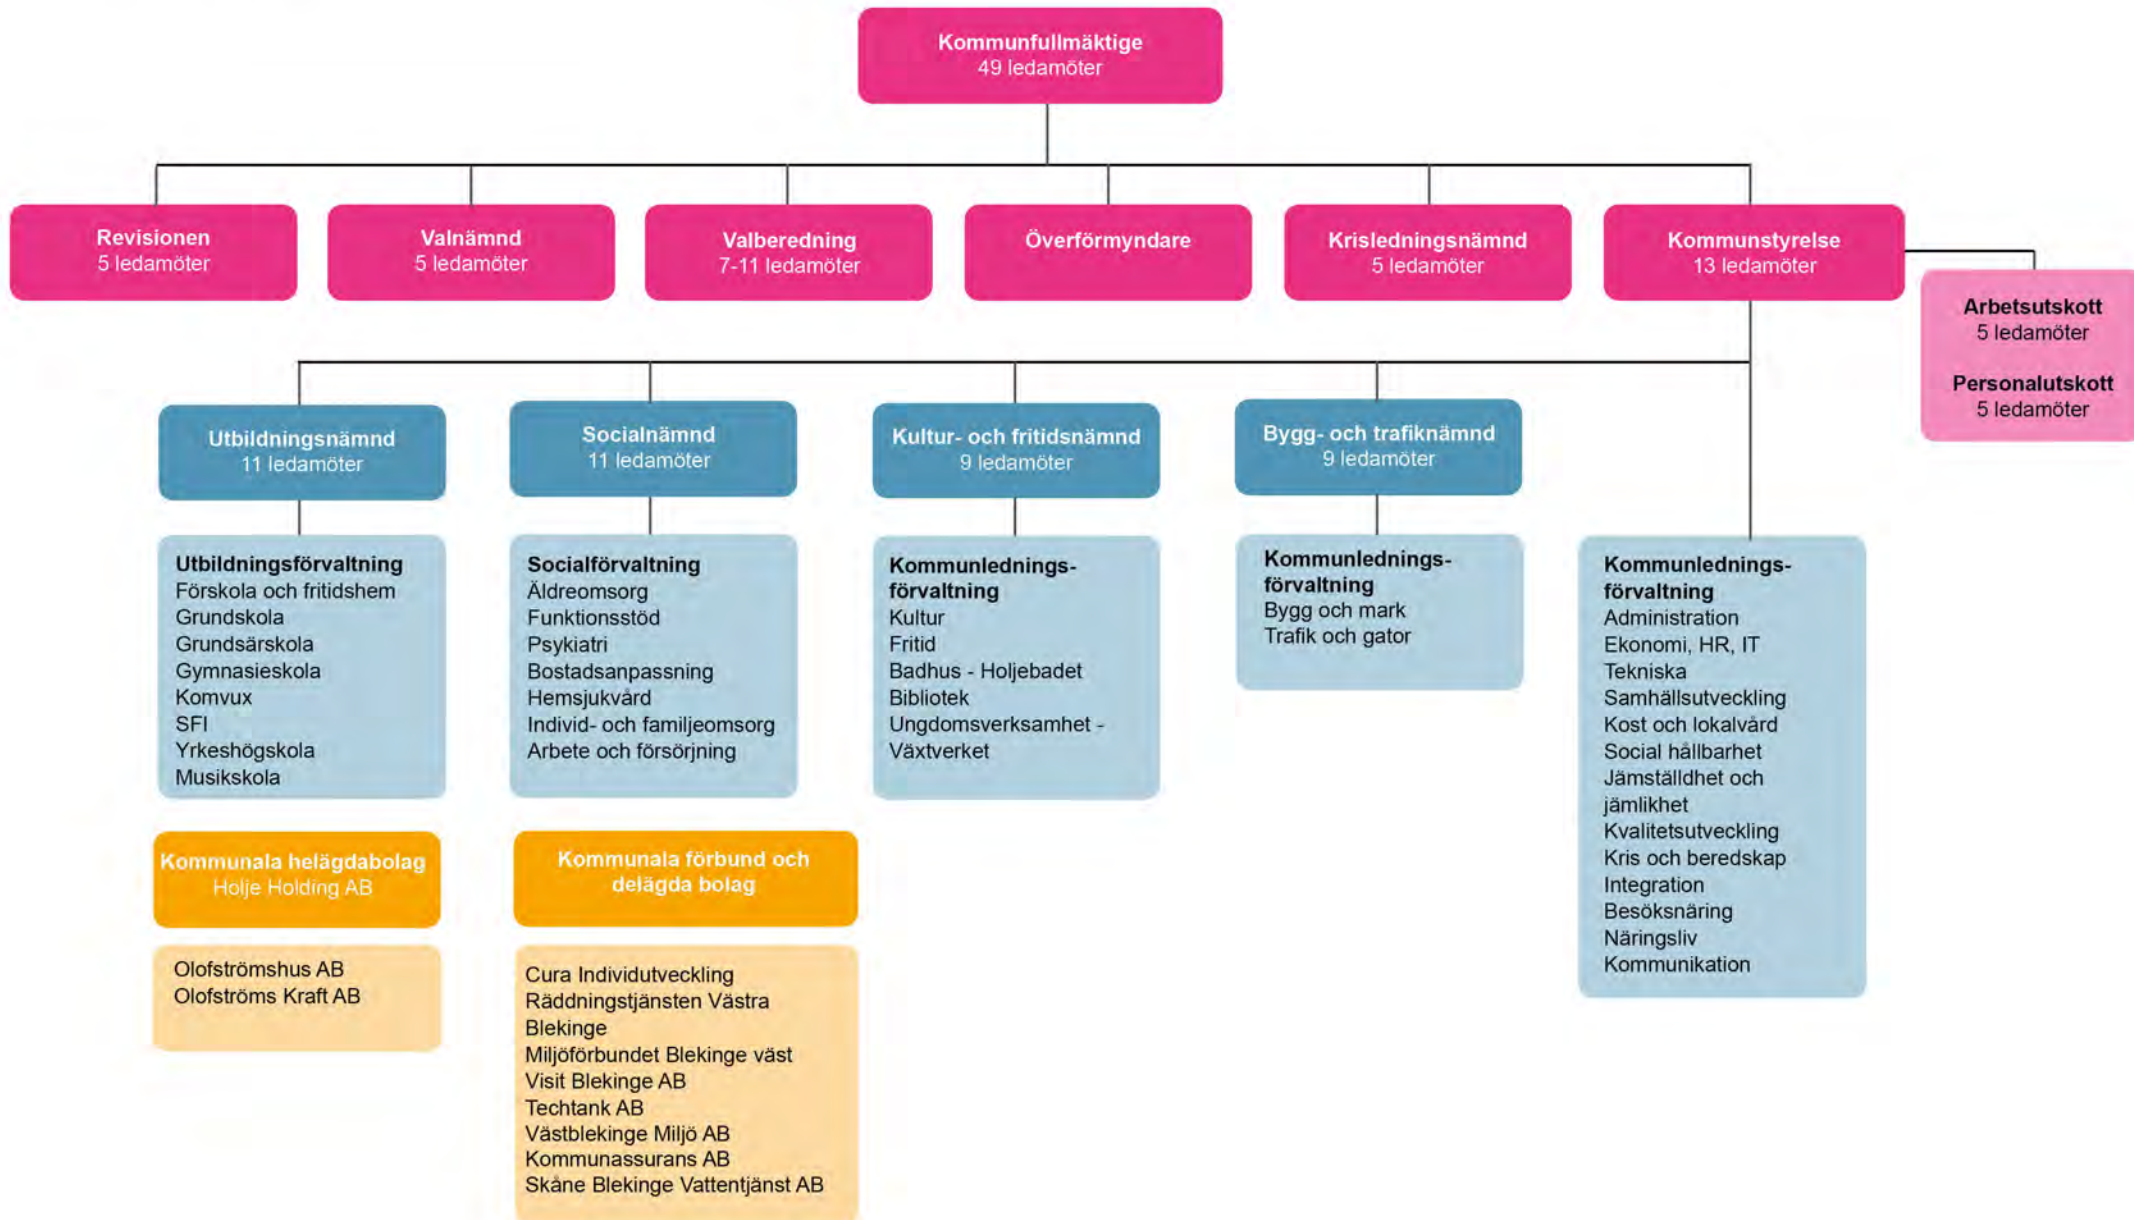 Kommunfullmäktige
49 ledamöter
Revisionen
5 ledamöter
Valnämnd
5 ledamöter
Valberedning
7-11 ledamöter
Överförmyndare
Krisledningsnämnd
5 ledamöter
Kommunstyrelse
13 ledamöter
Arbetsutskott
5 ledamöter
Personalutskott
5 ledamöter
Utbildningsnämnd
11 ledamöter
Socialnämnd
11 ledamöter
Kultur- och fritidsnämnd
9 ledamöter
Bygg- och trafiknämnd
9 ledamöter
Utbildningsförvaltning
Förskola och fritidshem
Grundskola
Grundsärskola
Gymnasieskola
Komvux
SFI
Yrkeshögskola
Musikskola
Socialförvaltning
Äldreomsorg
Funktionsstöd
Psykiatri
Bostadsanpassning
Hemsjukvård
Individ- och familjeomsorg
Arbete och försörjning
Kommunlednings-
förvaltning
Kultur
Fritid
Badhus - Holjebadet
Bibliotek
Ungdomsverksamhet -
Växtverket
Kommunlednings-
förvaltning
Bygg och mark
Trafik och gator
Kommunlednings-
förvaltning
Administration
Ekonomi, HR, IT
Tekniska
Samhällsutveckling
Kost och lokalvård
Social hållbarhet
Jämställdhet och
jämlikhet
Kvalitetsutveckling
Kris och beredskap
Integration
Besöksnäring
Näringsliv
Kommunikation
Kommunala helägdabolag
Holje Holding AB
Olofströmshus AB
Olofströms Kraft AB
Kommunala förbund och
delägda bolag
Cura Individutveckling
Räddningstjänsten Västra
Blekinge
Miljöförbundet Blekinge väst
Visit Blekinge AB
Techtank AB
Västblekinge Miljö AB
Kommunassurans AB
Skåne Blekinge Vattentjänst AB